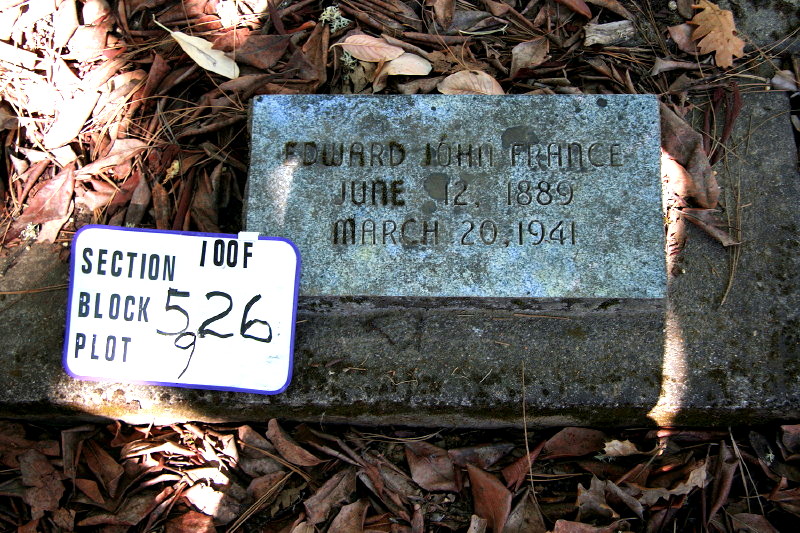 EDWARD JOHN FRANCE
JUNE 12, 1889
MARCH 20, 1941
SECTION 100F
BLOCK 526
PLOT 9